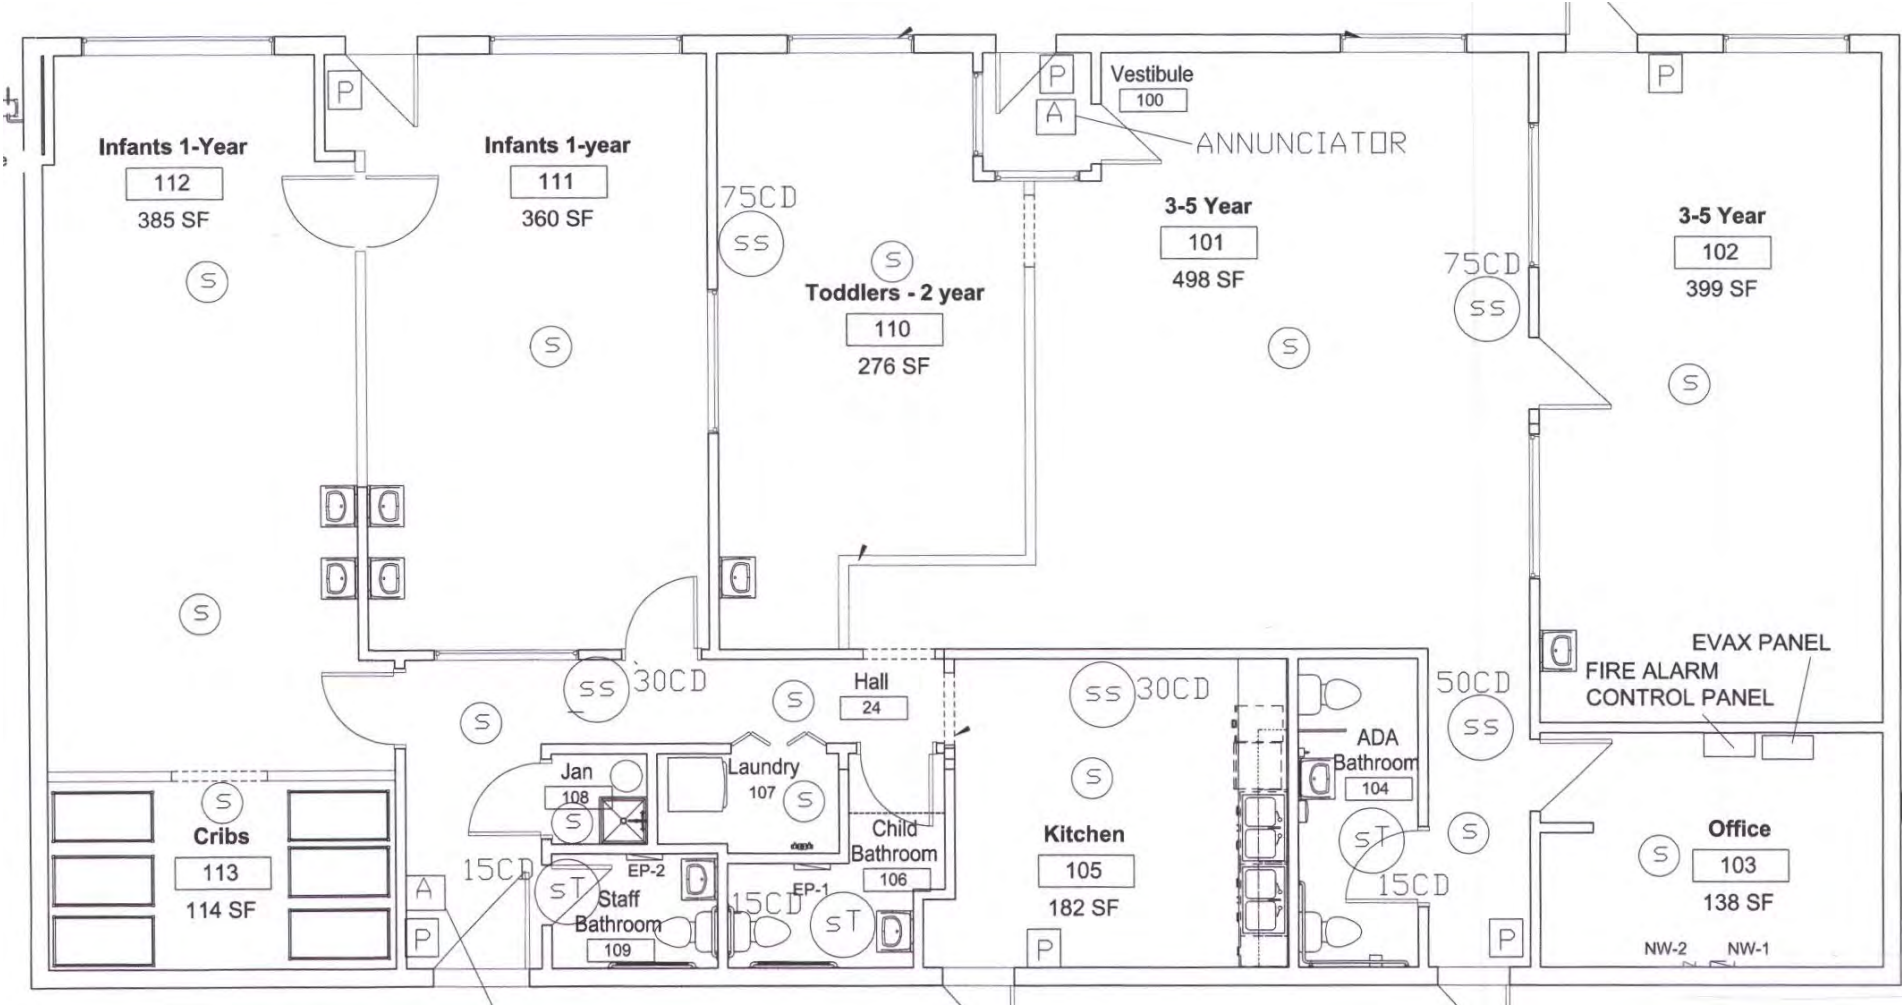 P
P
Vestibule
100
P
A
ANNUNCIATOR
Infants 1-Year
112
385 SF
Infants 1-year
111
360 SF
75CD
SS
3-5 Year
101
498 SF
3-5 Year
102
399 SF
S
S
Toddlers - 2 year
110
276 SF
75CD
SS
S
S
S
S
EVAX PANEL
FIRE ALARM
CONTROL PANEL
SS
30CD
S
S
Hall
24
SS
30CD
50CD
SS
Jan
108
S
Laundry
107
S
S
ADA
Bathroom
104
S
Cribs
113
114 SF
Child
Bathroom
106
Kitchen
105
182 SF
ST
15CD
S
S
Office
103
138 SF
15CD
A
P
ST
EP-2
Staff
Bathroom
109
EP-1
15CD
ST
P
P
NW-2
NW-1